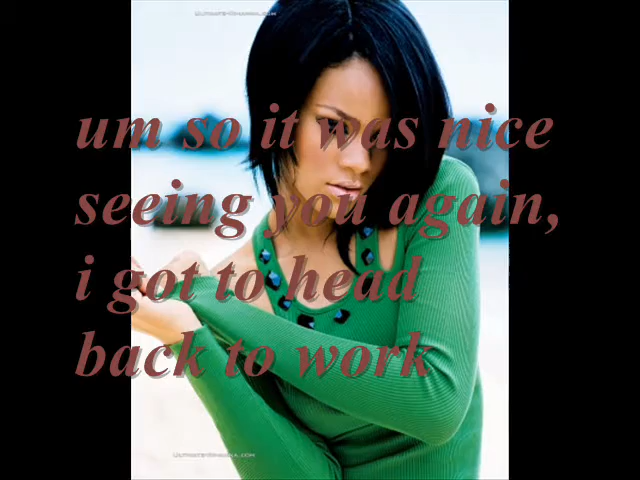 um so it was nice
seeing you again,
i got to head
back to work